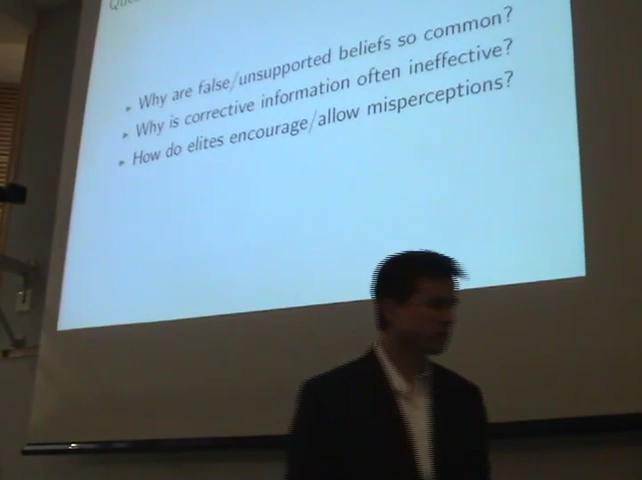 Why are false/unsupported beliefs so common?
Why is corrective information often ineffective?
How do elites encourage/allow misperceptions?